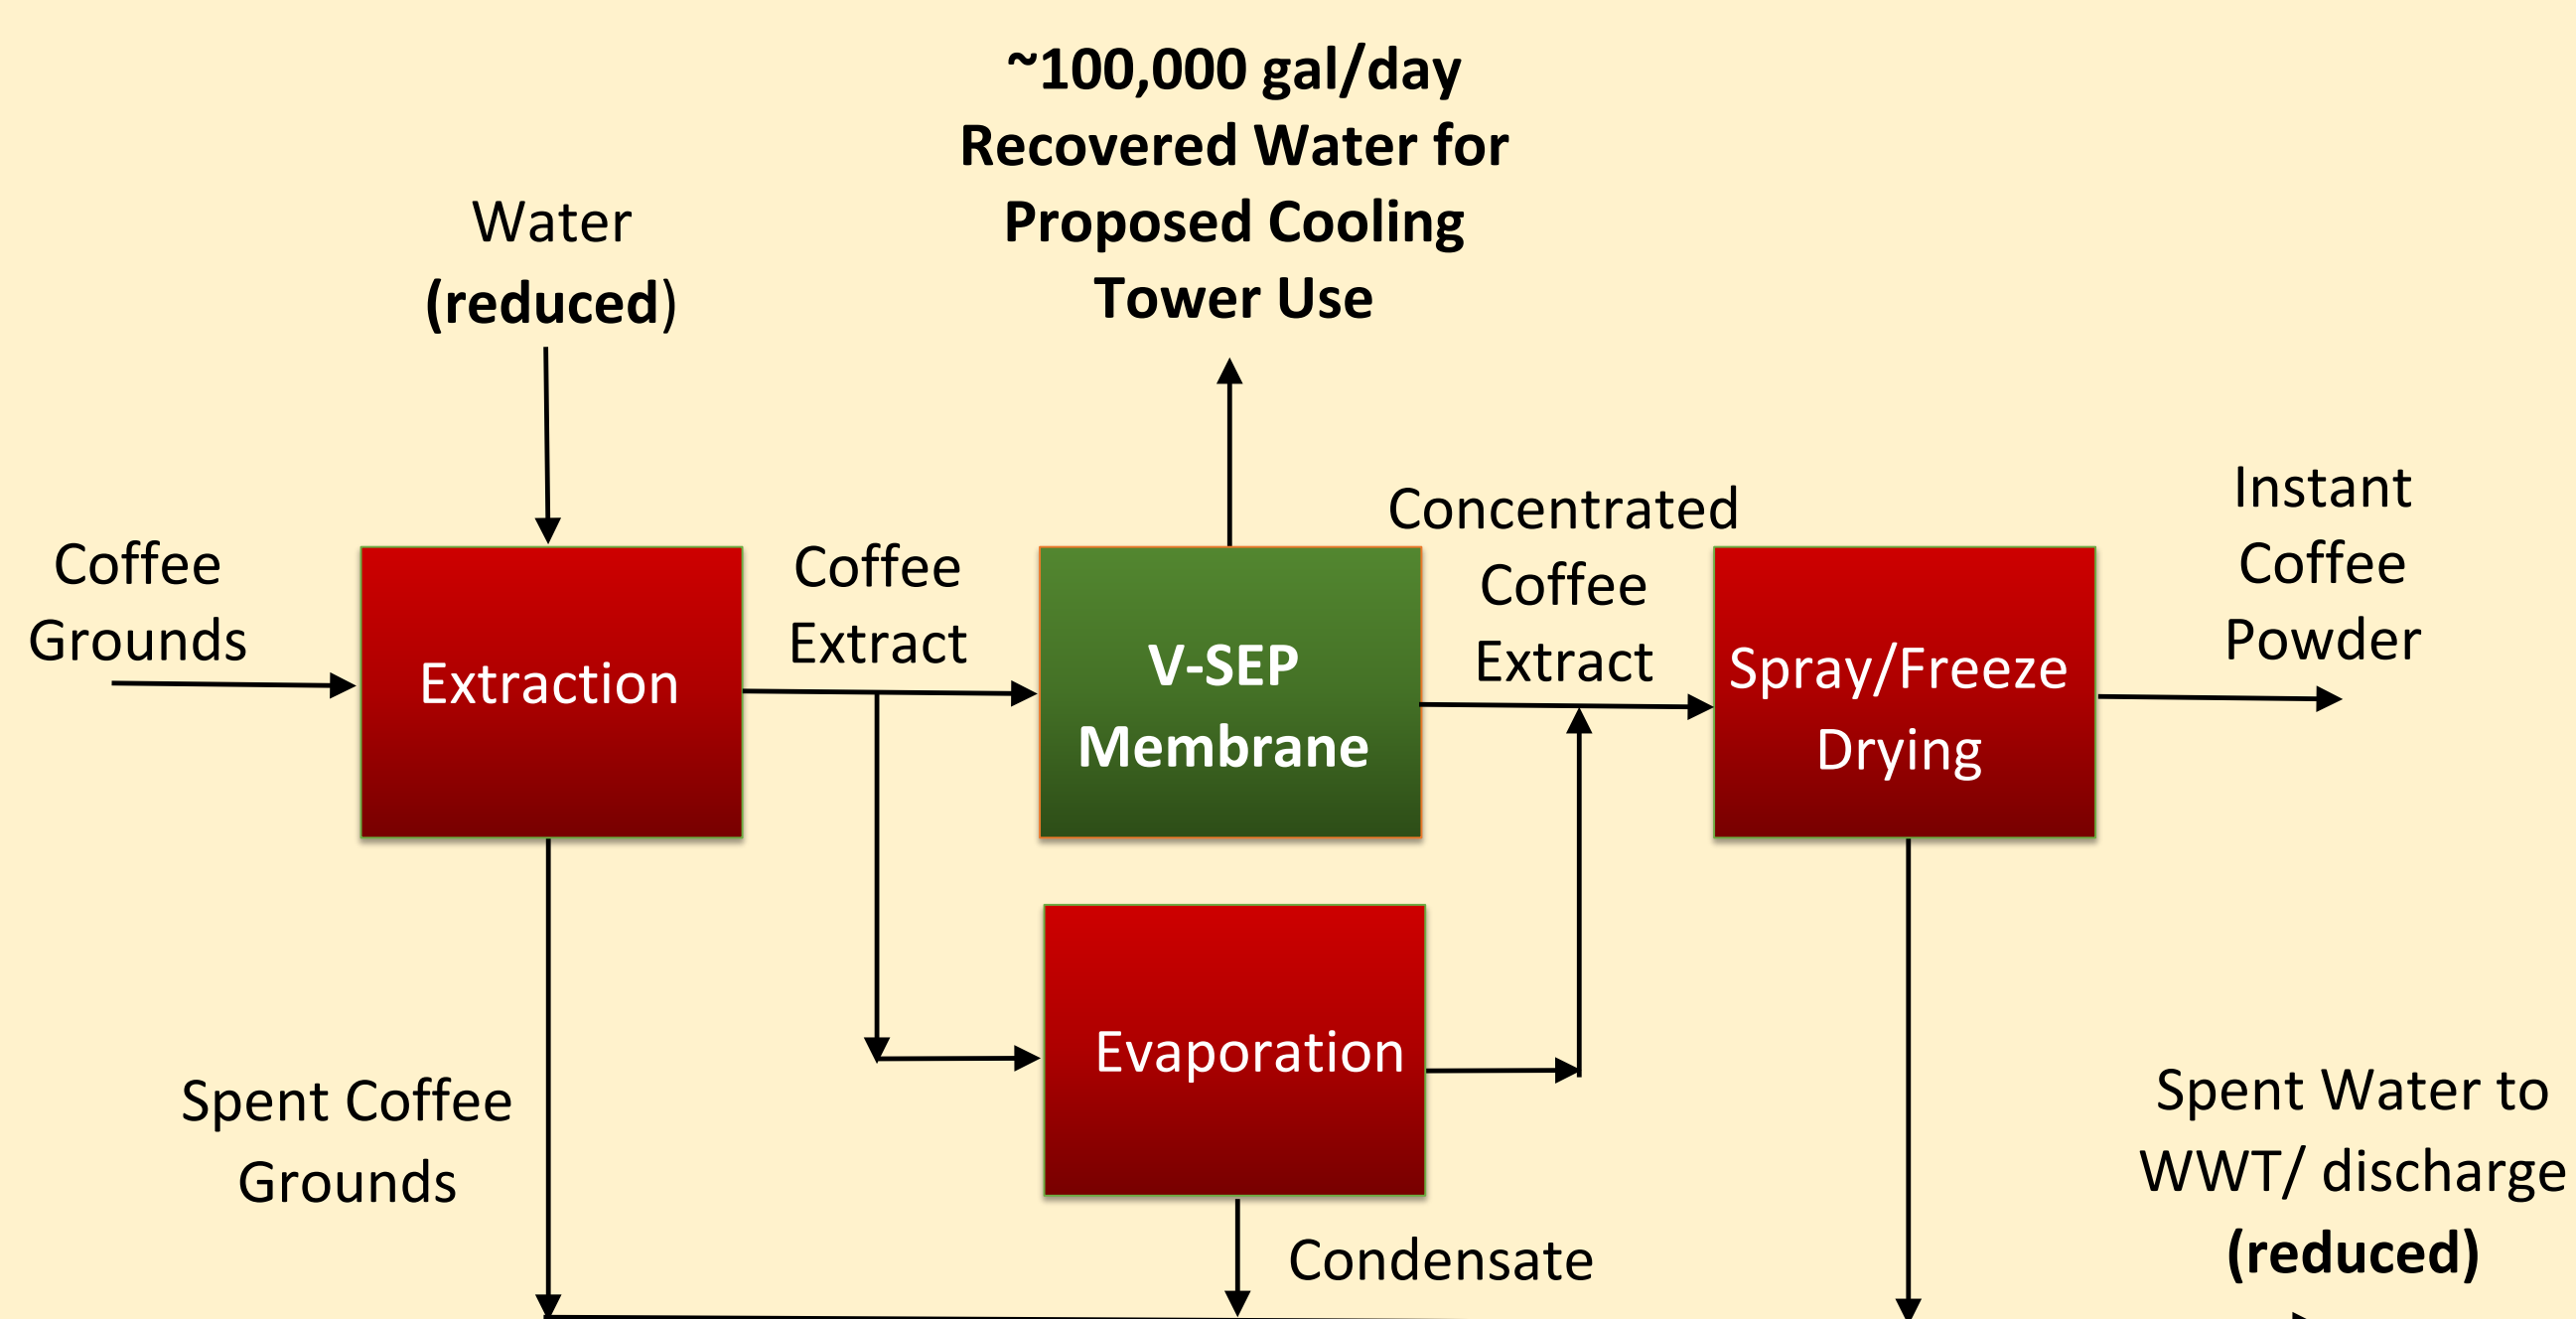 ~100,000 gal/day
Recovered Water for
Proposed Cooling
Tower Use
Water
(reduced)
Coffee
Grounds
Extraction
Coffee
Extract
V-SEP
Membrane
Concentrated
Coffee
Extract
Spray/Freeze
Drying
Instant
Coffee
Powder
Evaporation
Spent Coffee
Grounds
Condensate
Spent Water to
WWT/ discharge
(reduced)